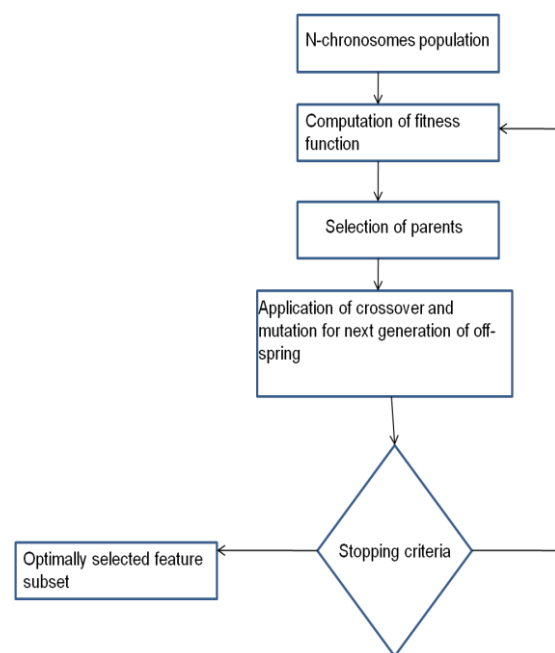 N-chronosomes population
Computation of fitness
function
Selection of parents
Application of crossover and
mutation for next generation of off-
spring
Stopping criteria
Optimally selected feature
subset